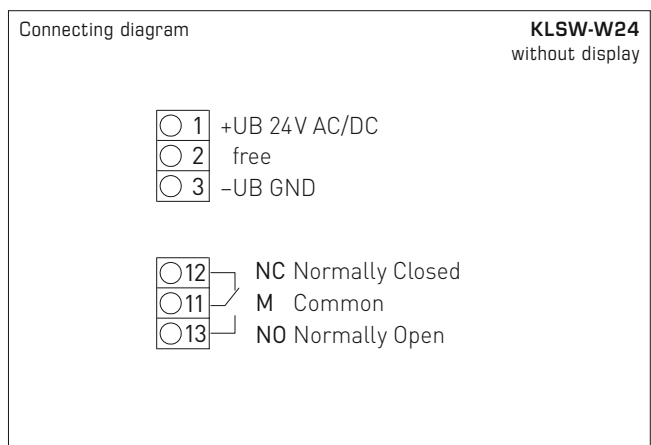 Connecting diagram
KLSW-W24
without display
1 +UB 24V AC/DC
2 free
3 –UB GND
12 NC Normally Closed
11 M Common
13 NO Normally Open